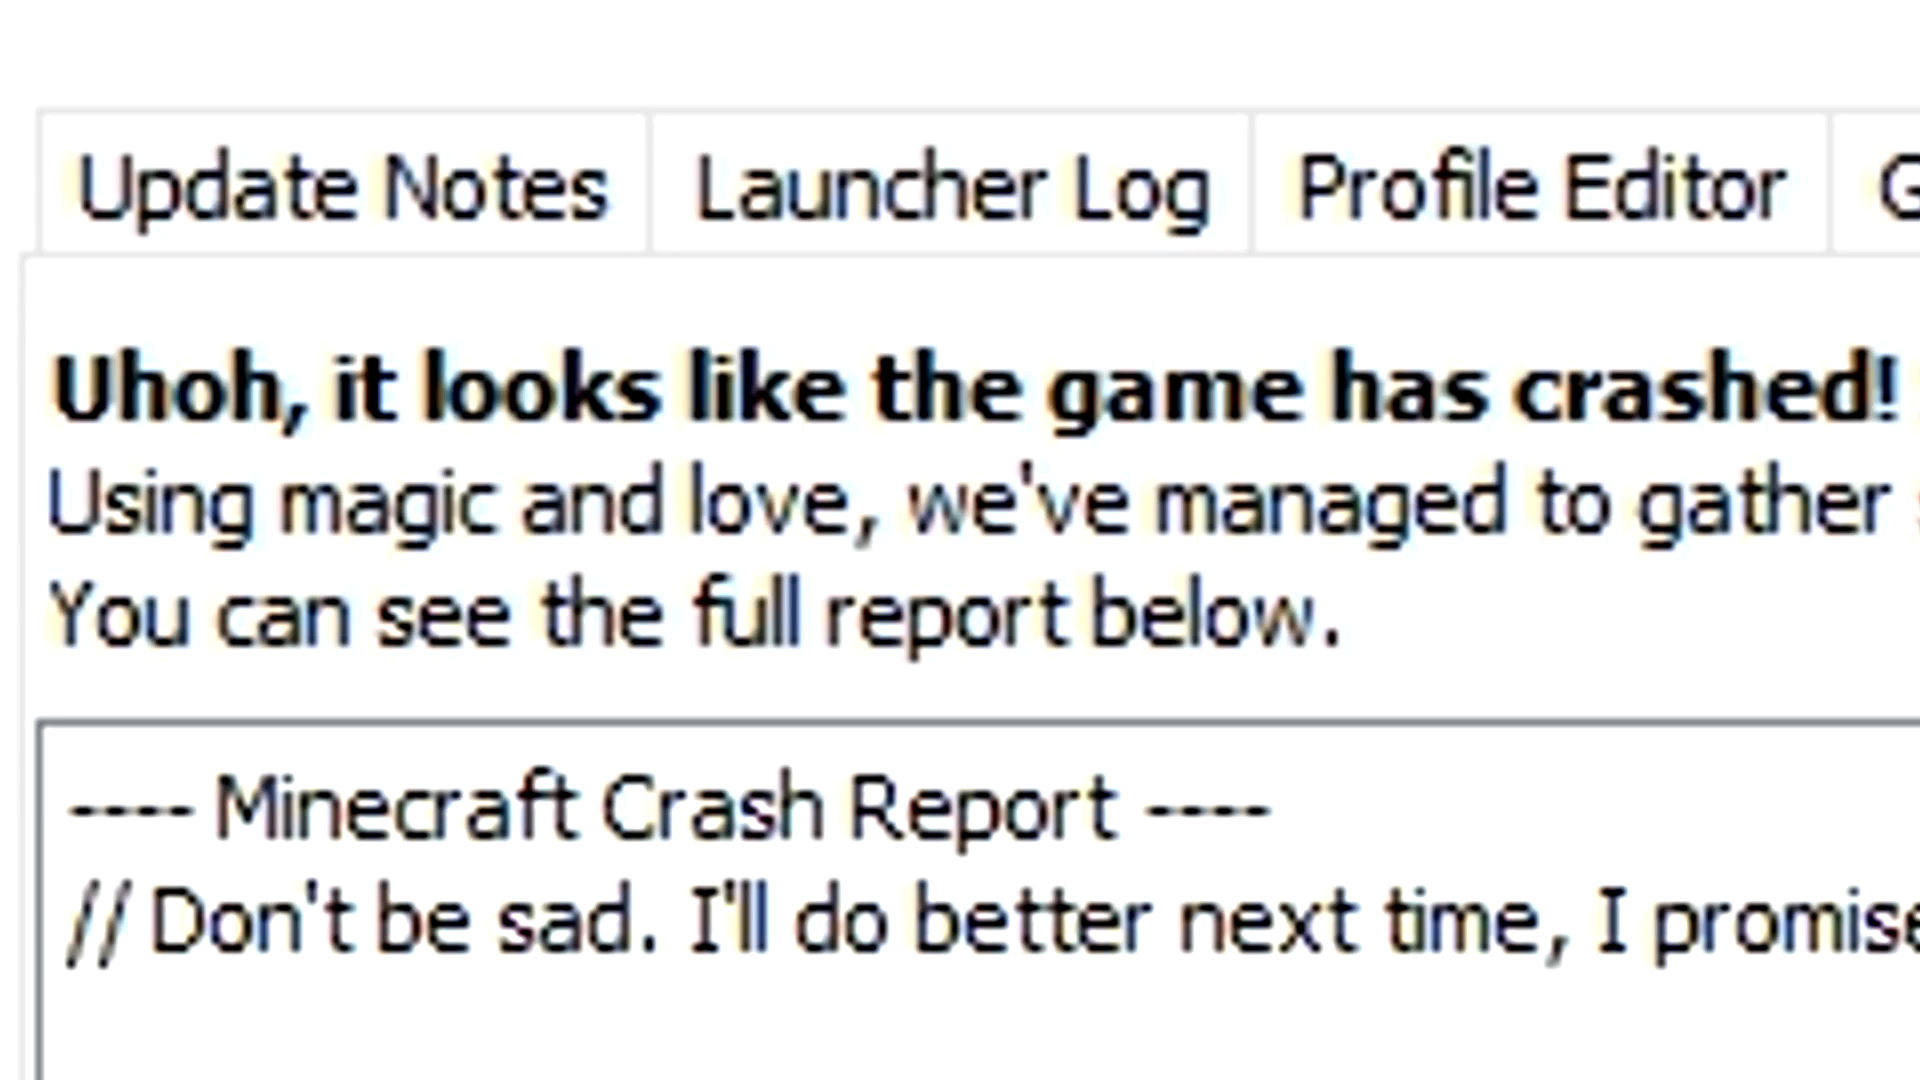 Update Notes Launcher Log Profile Editor G
Uhoh, it looks like the game has crashed!
Using magic and love, we've managed to gather
You can see the full report below.
---- Minecraft Crash Report ----
// Don't be sad. I'll do better next time, I promise